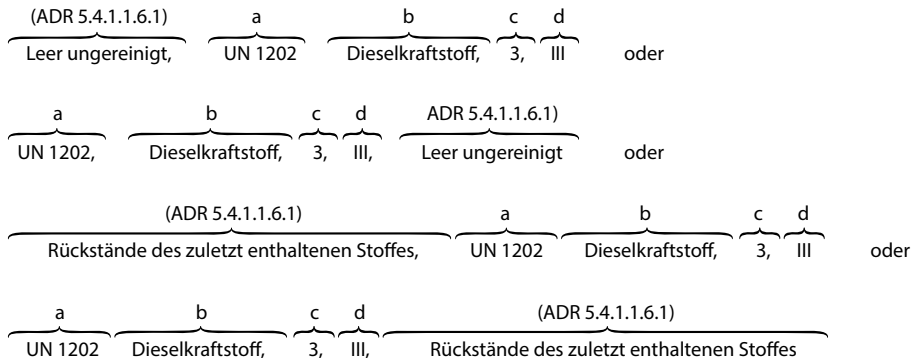 (ADR 5.4.1.1.6.1) a b c d
Leer ungereinigt, UN 1202 Dieselkraftstoff, 3, III oder
a b c d ADR 5.4.1.1.6.1)
UN 1202, Dieselkraftstoff, 3, III, Leer ungereinigt oder
(ADR 5.4.1.1.6.1) a b c d
Rückstände des zuletzt enthaltenen Stoffes, UN 1202 Dieselkraftstoff, 3, III oder
a b c d (ADR 5.4.1.1.6.1)
UN 1202 Dieselkraftstoff, 3, III, Rückstände des zuletzt enthaltenen Stoffes